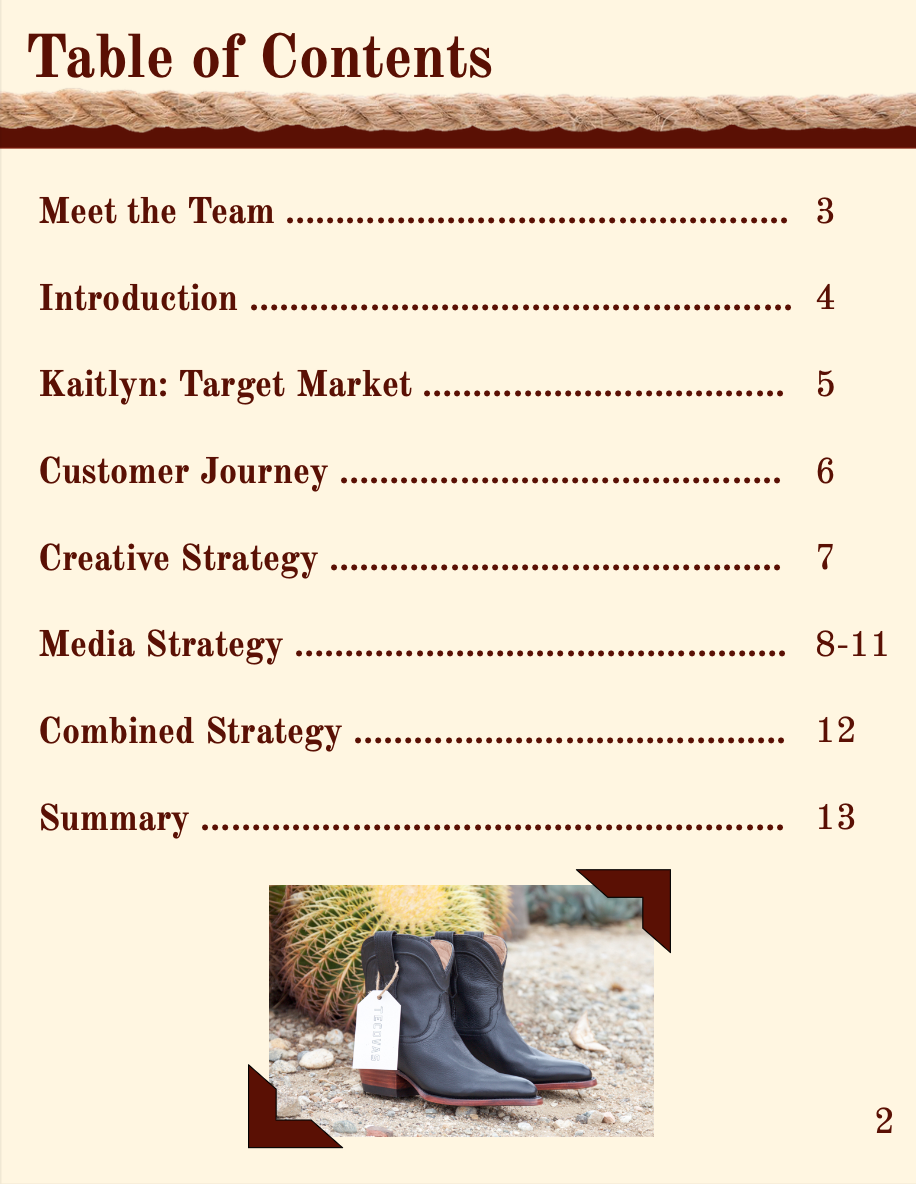 Table of Contents
Meet the Team .................................................. 3
Introduction ...................................................... 4
Kaitlyn: Target Market .................................... 5
Customer Journey ............................................ 6
Creative Strategy ............................................. 7
Media Strategy ................................................. 8-11
Combined Strategy ........................................... 12
Summary .......................................................... 13
TECOVAS
2